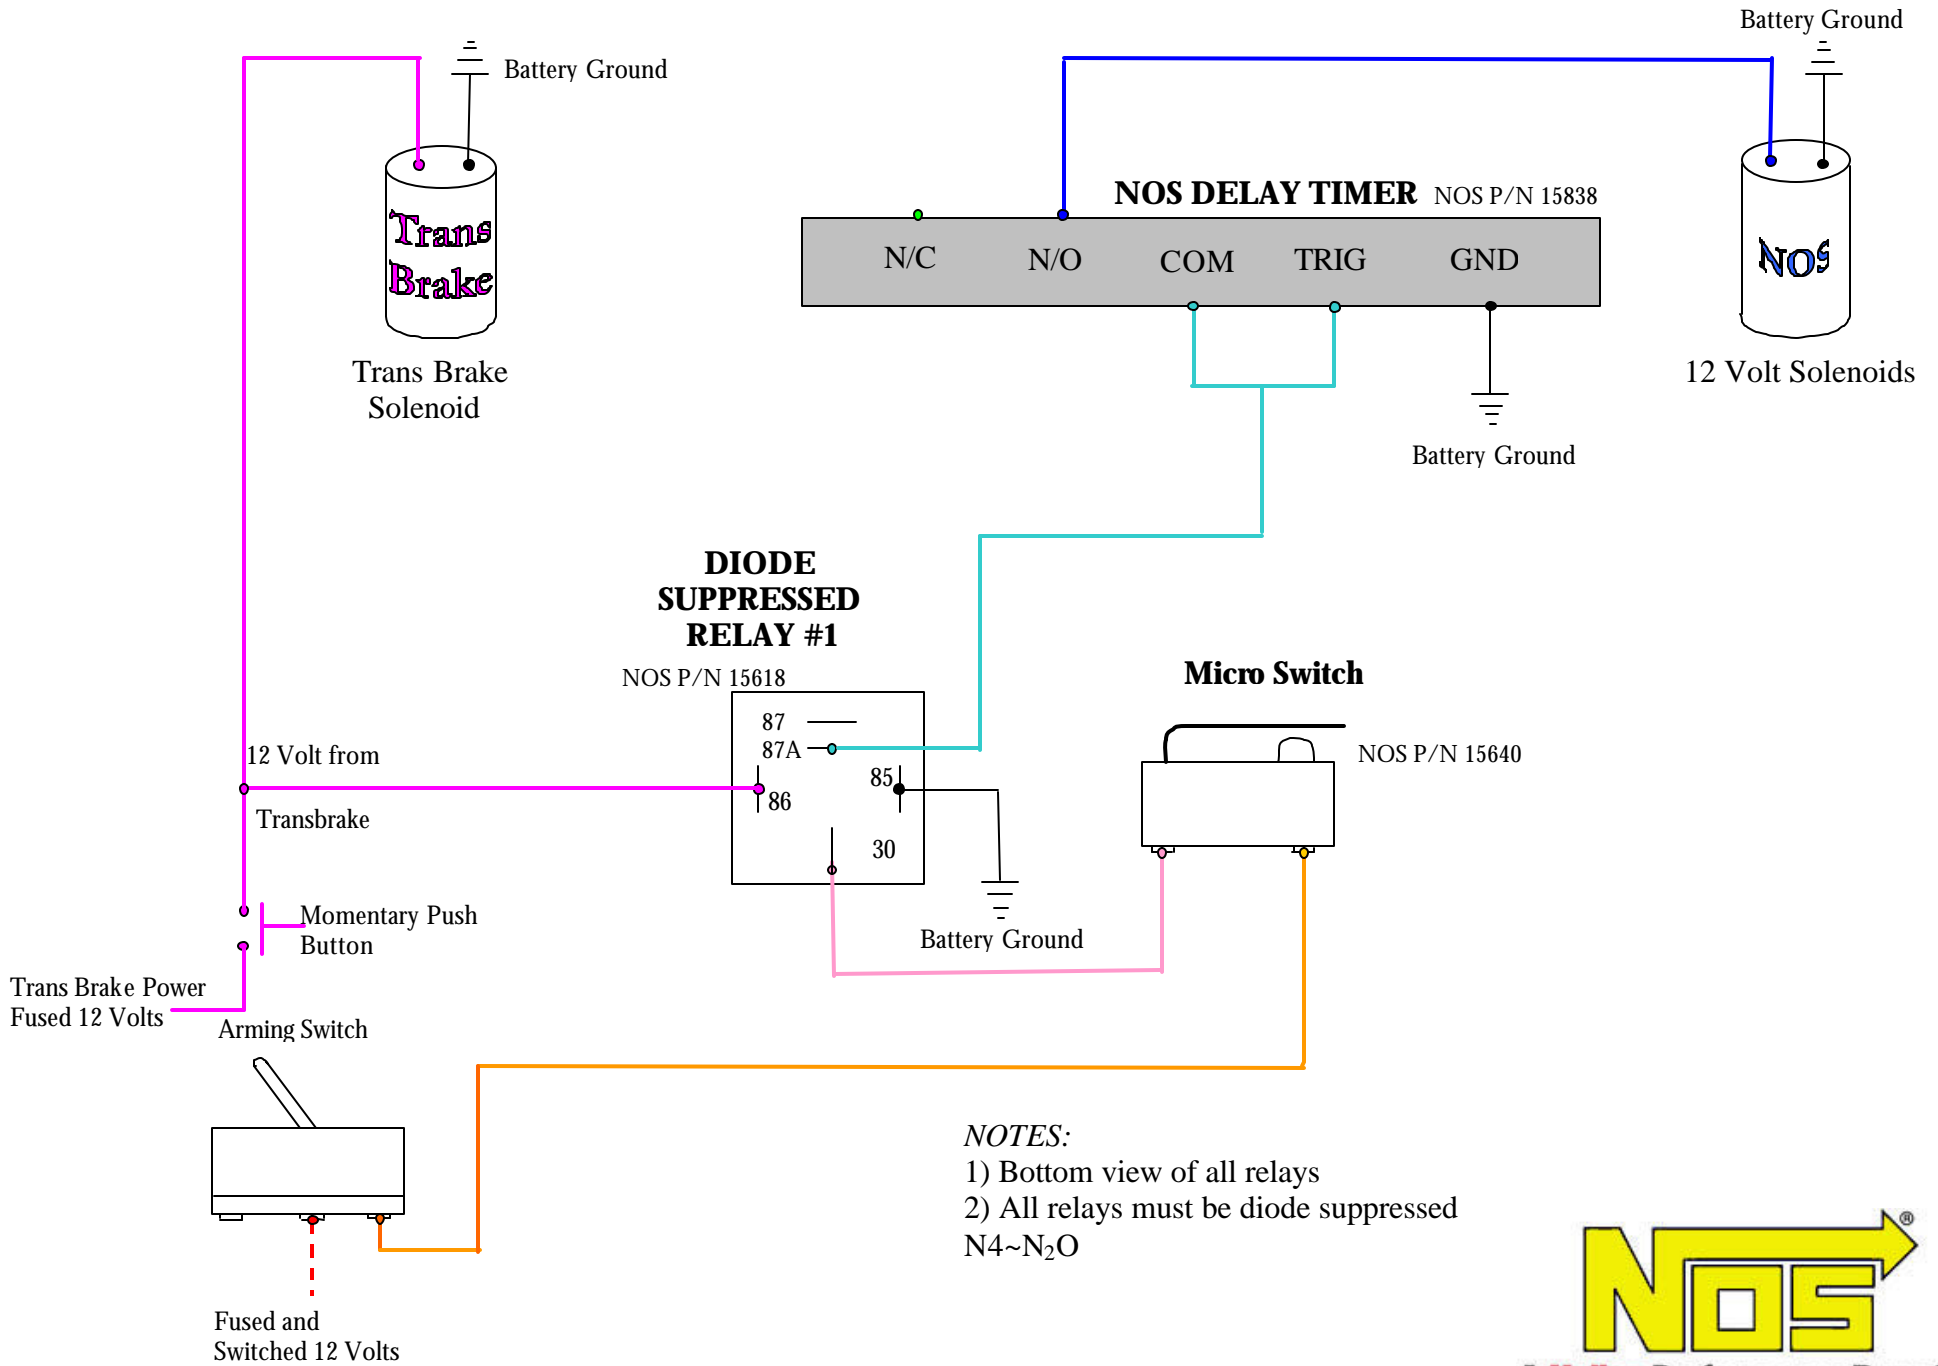 Battery Ground
Battery Ground
NOS DELAY TIMER NOS P/N 15838
Trans
Brake
N/C N/O COM TRIG GND
NOS
Trans Brake
Solenoid
12 Volt Solenoids
Battery Ground
DIODE
SUPPRESSED
RELAY #1
NOS P/N 15618
Micro Switch
NOS P/N 15640
87
87A
85
86
30
12 Volt from
Transbrake
Momentary Push
Button
Battery Ground
Trans Brake Power
Fused 12 Volts
Arming Switch
NOTES:
1) Bottom view of all relays
2) All relays must be diode suppressed
N4~N₂O
Fused and
Switched 12 Volts
NOS ®